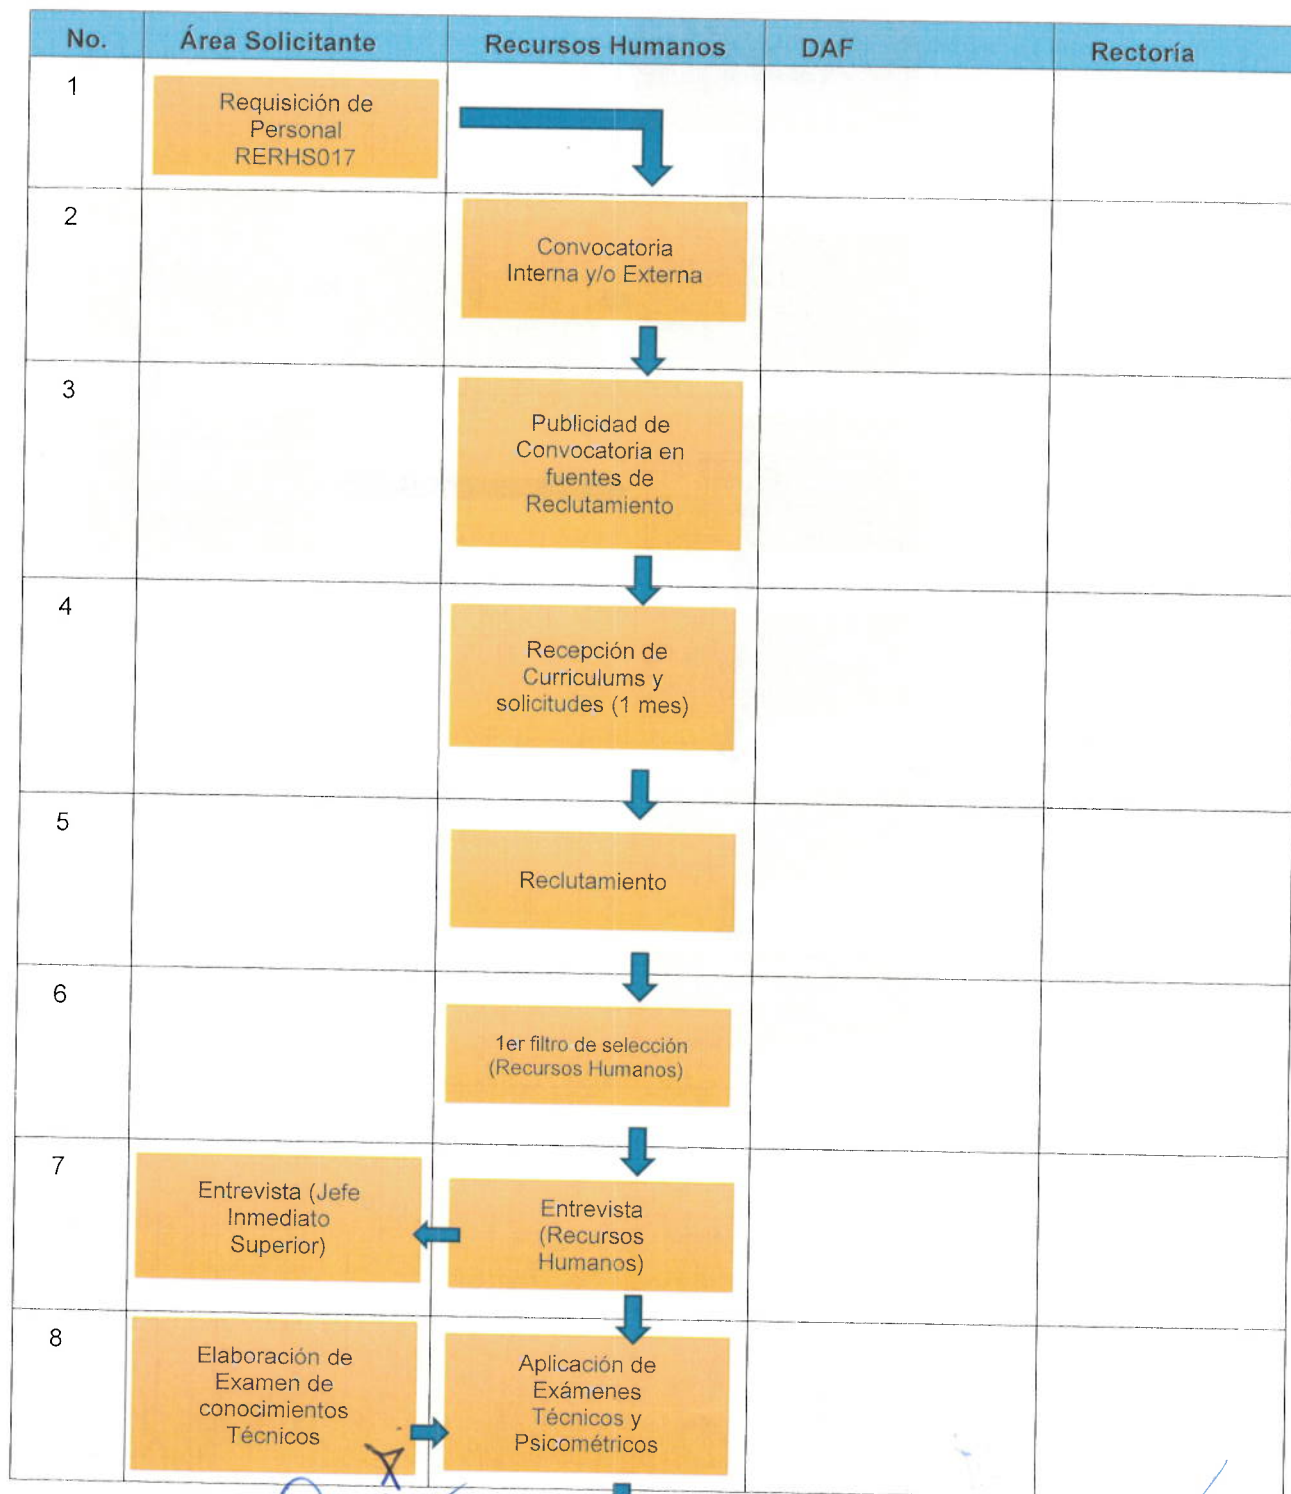 No. Área Solicitante Recursos Humanos DAF Rectoría
1
Requisición de
Personal
RERHS017
2
Convocatoria
Interna y/o Externa
3
Publicidad de
Convocatoria en
fuentes de
Reclutamiento
4
Recepción de
Curriculums y
solicitudes (1 mes)
5
Reclutamiento
6
1er filtro de selección
(Recursos Humanos)
7
Entrevista (Jefe
Inmediato
Superior)
Entrevista
(Recursos
Humanos)
8
Elaboración de
Examen de
conocimientos
Técnicos
Aplicación de
Exámenes
Técnicos y
Psicométricos